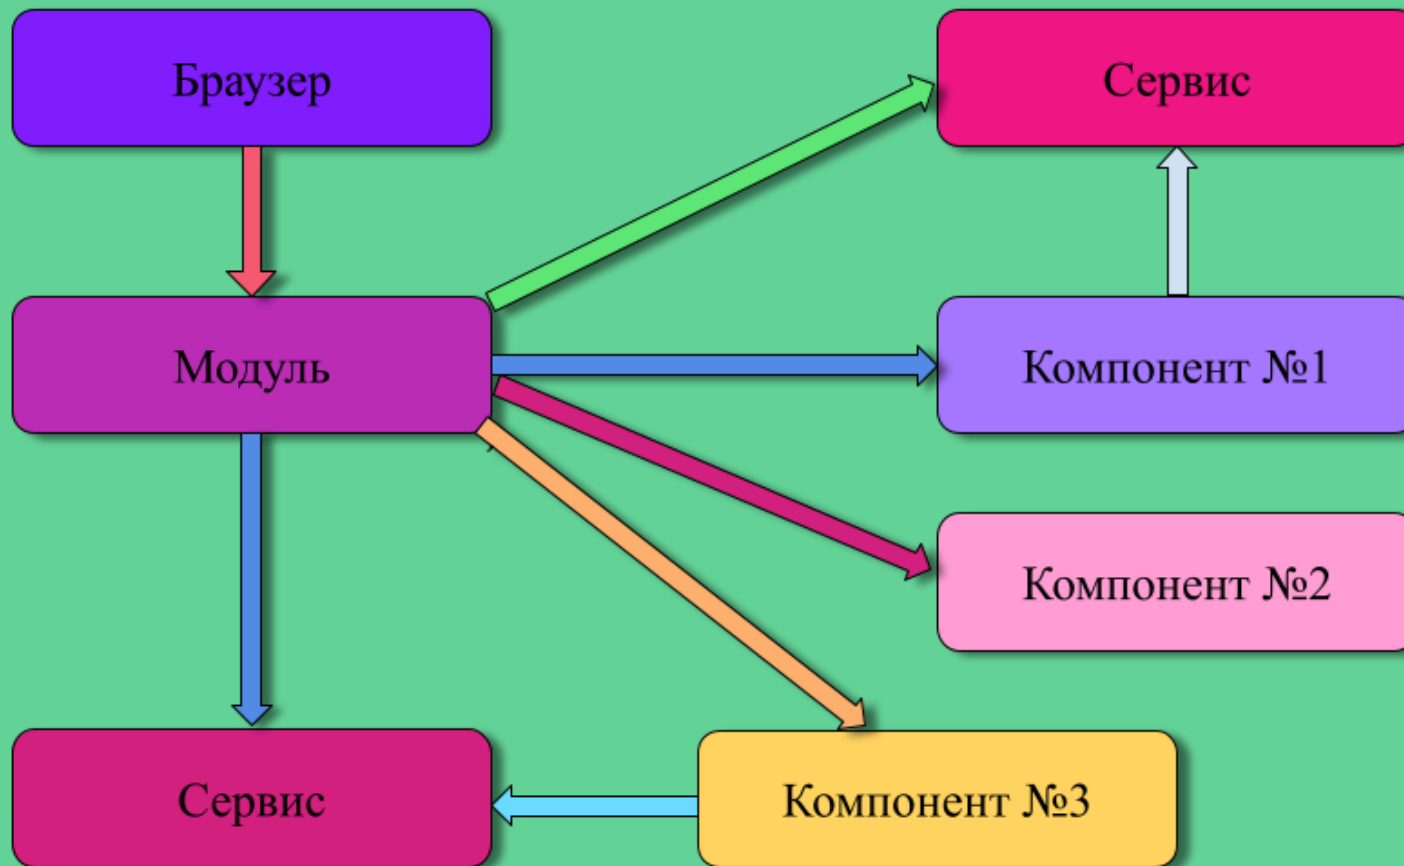 Браузер
Сервис
Модуль
Компонент №1
Компонент №2
Сервис
Компонент №3